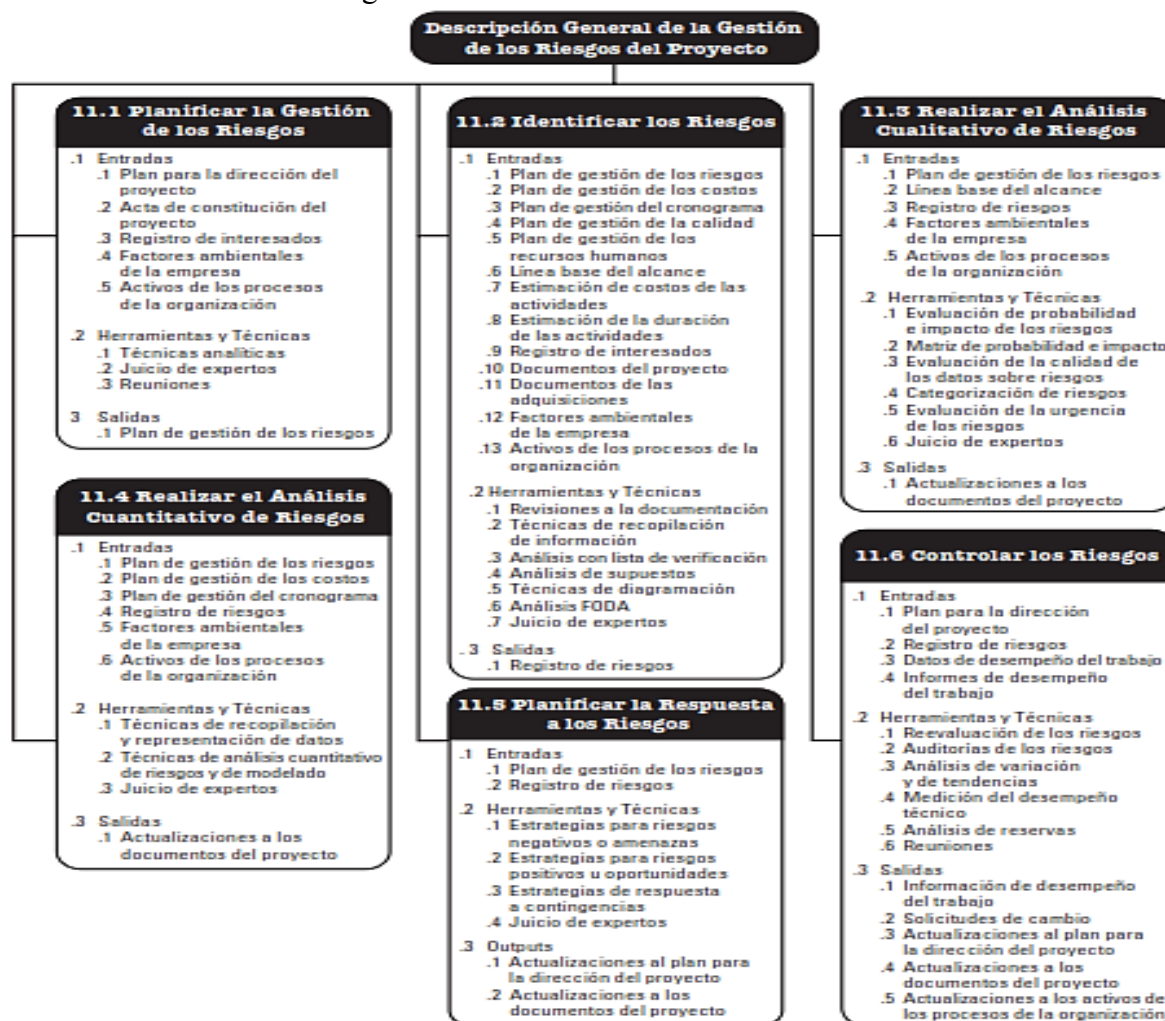 Descripción General de la Gestión
de los Riesgos del Proyecto
11.1 Planificar la Gestión
de los Riesgos
.1 Entradas
.1 Plan para la dirección del
proyecto
.2 Acta de constitución del
proyecto
.3 Registro de interesados
.4 Factores ambientales
de la empresa
.5 Activos de los procesos
de la organización
.2 Herramientas y Técnicas
.1 Técnicas analíticas
.2 Juicio de expertos
.3 Reuniones
3 Salidas
.1 Plan de gestión de los riesgos
11.2 Identificar los Riesgos
.1 Entradas
.1 Plan de gestión de los riesgos
.2 Plan de gestión de los costos
.3 Plan de gestión del cronograma
.4 Plan de gestión de la calidad
.5 Plan de gestión de los
recursos humanos
.6 Línea base del alcance
.7 Estimación de costos de las
actividades
.8 Estimación de la duración
de las actividades
.9 Registro de interesados
.10 Documentos del proyecto
.11 Documentos de las
adquisiciones
.12 Factores ambientales
de la empresa
.13 Activos de los procesos de la
organización
.2 Herramientas y Técnicas
.1 Revisiones a la documentación
.2 Técnicas de recopilación
de información
.3 Análisis con lista de verificación
.4 Análisis de supuestos
.5 Técnicas de diagramación
.6 Análisis FODA
.7 Juicio de expertos
.3 Salidas
.1 Registro de riesgos
11.3 Realizar el Análisis
Cualitativo de Riesgos
.1 Entradas
.1 Plan de gestión de los riesgos
.2 Línea base del alcance
.3 Registro de riesgos
.4 Factores ambientales
de la empresa
.5 Activos de los procesos
de la organización
.2 Herramientas y Técnicas
.1 Evaluación de probabilidad
e impacto de los riesgos
.2 Matriz de probabilidad e impacto
.3 Evaluación de la calidad de
los datos sobre riesgos
.4 Categorización de riesgos
.5 Evaluación de la urgencia
de los riesgos
.6 Juicio de expertos
.3 Salidas
.1 Actualizaciones a los
documentos del proyecto
11.4 Realizar el Análisis
Cuantitativo de Riesgos
.1 Entradas
.1 Plan de gestión de los riesgos
.2 Plan de gestión de los costos
.3 Plan de gestión del cronograma
.4 Registro de riesgos
.5 Factores ambientales
de la empresa
.6 Activos de los procesos
de la organización
.2 Herramientas y Técnicas
.1 Técnicas de recopilación
y representación de datos
.2 Técnicas de análisis cuantitativo
de riesgos y de modelado
.3 Juicio de expertos
.3 Salidas
.1 Actualizaciones a los
documentos del proyecto
11.5 Planificar la Respuesta
a los Riesgos
.1 Entradas
.1 Plan de gestión de los riesgos
.2 Registro de riesgos
.2 Herramientas y Técnicas
.1 Estrategias para riesgos
negativos o amenazas
.2 Estrategias para riesgos
positivos u oportunidades
.3 Estrategias de respuesta
a contingencias
.4 Juicio de expertos
.3 Outputs
.1 Actualizaciones al plan para
la dirección del proyecto
.2 Actualizaciones a los
documentos del proyecto
11.6 Controlar los Riesgos
.1 Entradas
.1 Plan para la dirección
del proyecto
.2 Registro de riesgos
.3 Datos de desempeño del trabajo
.4 Informes de desempeño
del trabajo
.2 Herramientas y Técnicas
.1 Reevaluación de los riesgos
.2 Auditorías de los riesgos
.3 Análisis de variación
y de tendencias
.4 Medición del desempeño
técnico
.5 Análisis de reservas
.6 Reuniones
.3 Salidas
.1 Información de desempeño
del trabajo
.2 Solicitudes de cambio
.3 Actualizaciones al plan para
la dirección del proyecto
.4 Actualizaciones a los
documentos del proyecto
.5 Actualizaciones a los activos de
los procesos de la organización